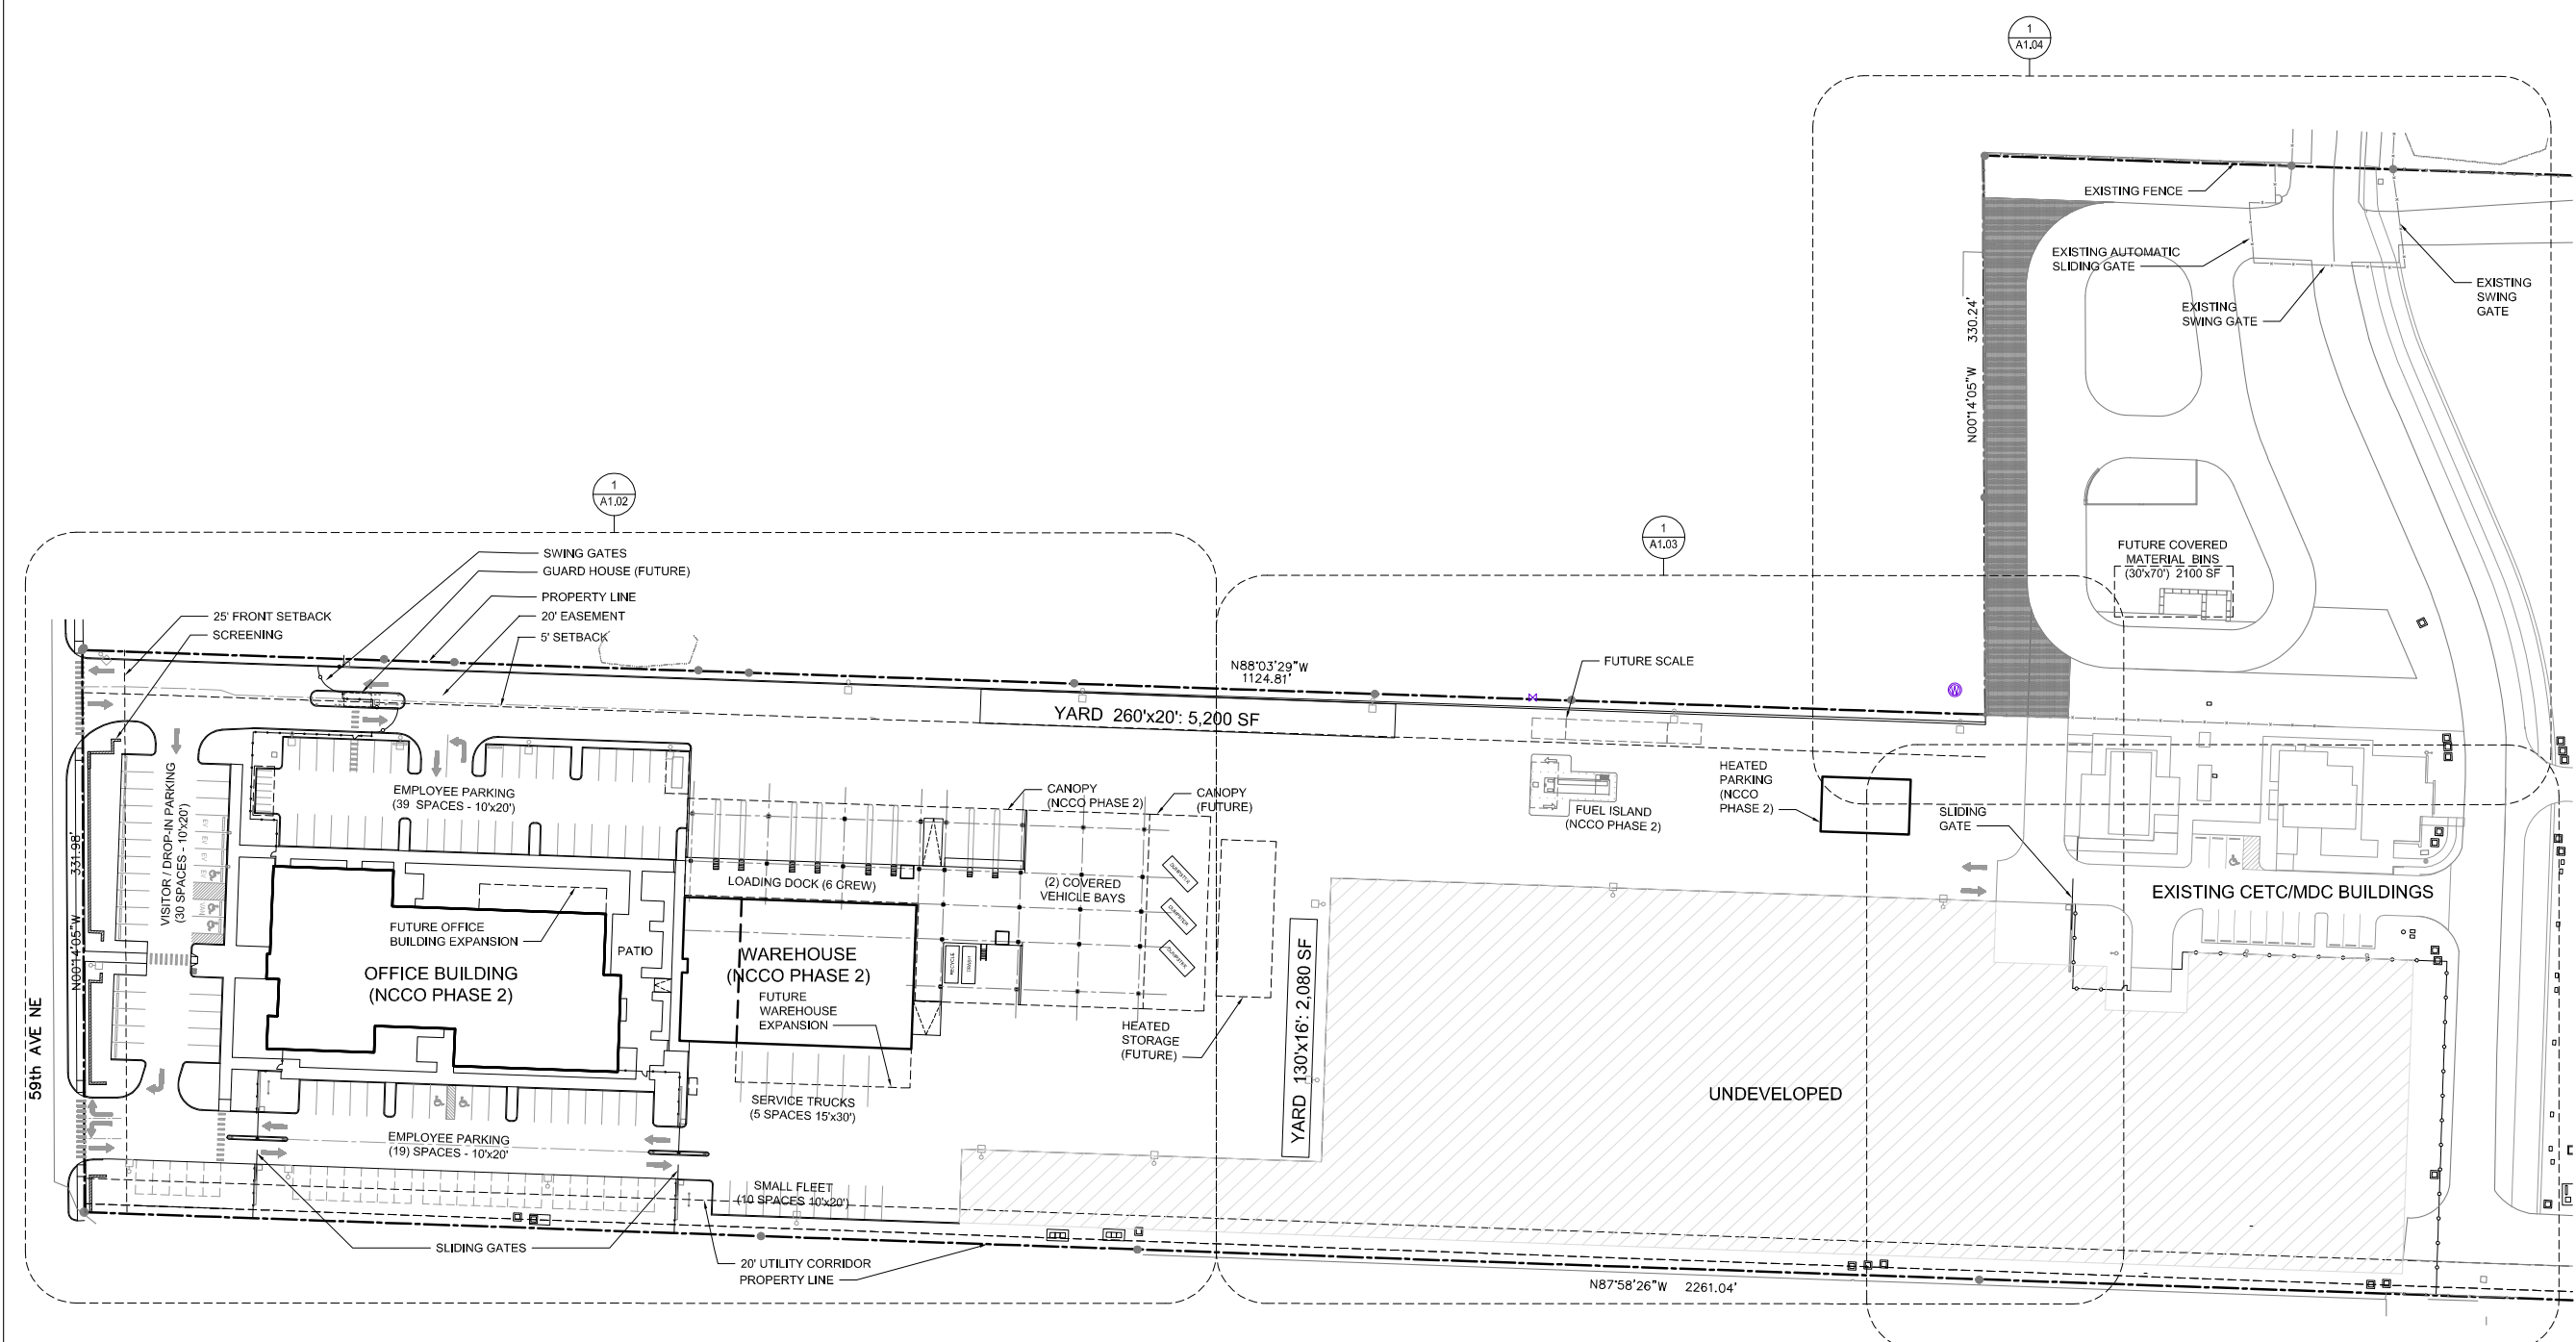 1
A1.04
EXISTING FENCE
EXISTING AUTOMATIC
SLIDING GATE
EXISTING
SWING GATE
EXISTING
SWING
GATE
N00°14'05"W 330.24'
1
A1.02
1
A1.03
FUTURE COVERED
MATERIAL BINS
(30'x70') 2100 SF
SWING GATES
GUARD HOUSE (FUTURE)
PROPERTY LINE
20' EASEMENT
5' SETBACK
25' FRONT SETBACK
SCREENING
N88°03'29"W
1124.81'
FUTURE SCALE
W
YARD 260'x20': 5,200 SF
VISITOR / DROP-IN PARKING
(30 SPACES - 10'x20')
EV
EV
EV
EV
VAN
EMPLOYEE PARKING
(39 SPACES - 10'x20')
CANOPY
(NCCO PHASE 2)
CANOPY
(FUTURE)
FUEL ISLAND
(NCCO PHASE 2)
HEATED
PARKING
(NCCO
PHASE 2)
SLIDING
GATE
LOADING DOCK (6 CREW)
(2) COVERED
VEHICLE BAYS
DUMPSTER
DUMPSTER
DUMPSTER
EXISTING CETC/MDC BUILDINGS
FUTURE OFFICE
BUILDING EXPANSION
PATIO
OFFICE BUILDING
(NCCO PHASE 2)
WAREHOUSE
(NCCO PHASE 2)
FUTURE
WAREHOUSE
EXPANSION
RECYCLE
HEATED
STORAGE
(FUTURE)
YARD 130'x16': 2,080 SF
N00°14'05"W 331.98'
59th AVE NE
UNDEVELOPED
SERVICE TRUCKS
(5 SPACES 15'x30')
EMPLOYEE PARKING
(19) SPACES - 10'x20'
SMALL FLEET
(10 SPACES 10'x20')
SLIDING GATES
20' UTILITY CORRIDOR
PROPERTY LINE
N87°58'26"W 2261.04'